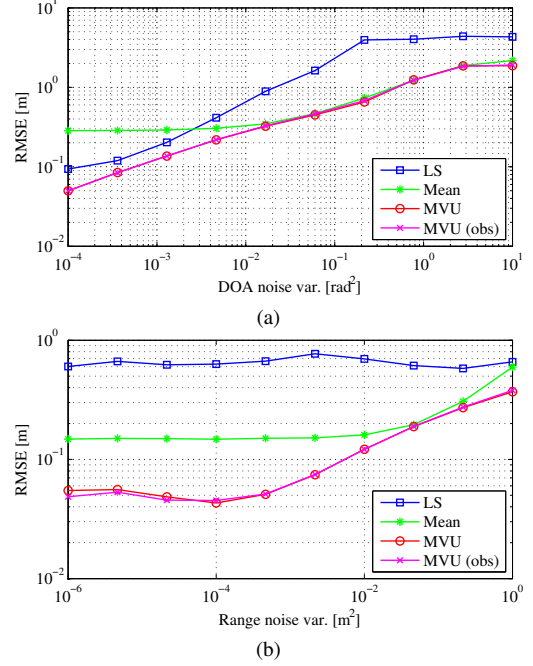 10^1
10^0
10^-1
10^-2
RMSE [m]
LS
Mean
MVU
MVU (obs)
10^-4
10^-3
10^-2
10^-1
10^0
10^1
DOA noise var. [rad^2]
(a)
10^0
10^-1
10^-2
RMSE [m]
LS
Mean
MVU
MVU (obs)
10^-6
10^-4
10^-2
10^0
Range noise var. [m^2]
(b)